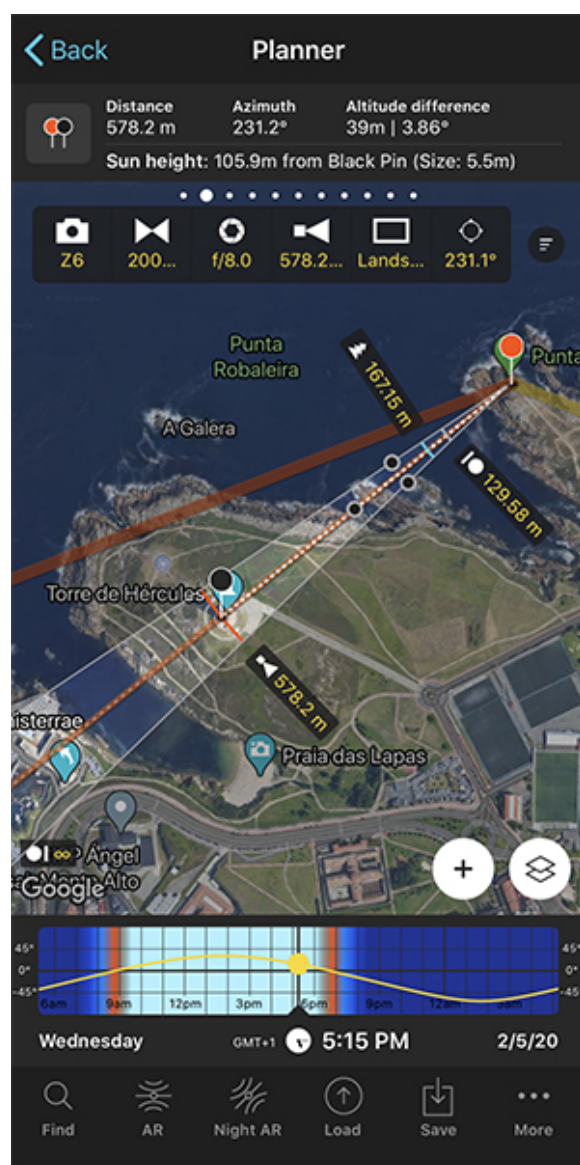 Back
Planner
Distance Azimuth Altitude difference
578.2 m 231.2° 39m | 3.86°
Sun height: 105.9m from Black Pin (Size: 5.5m)
Z6 200... f/8.0 578.2... Lands... 231.1°
Punta
Robaleira
Punta
167.15 m
A Galera
129.58 m
Torre de Hércules
578.2 m
isterrae
Praia das Lapas
∞ Ángel
Monte Alto
Google
+
45° 45°
0° 0°
-45° -45°
6am 9am 12pm 3pm 6pm 9pm 12am 3am
Wednesday GMT+1 5:15 PM 2/5/20
Find AR Night AR Load Save More